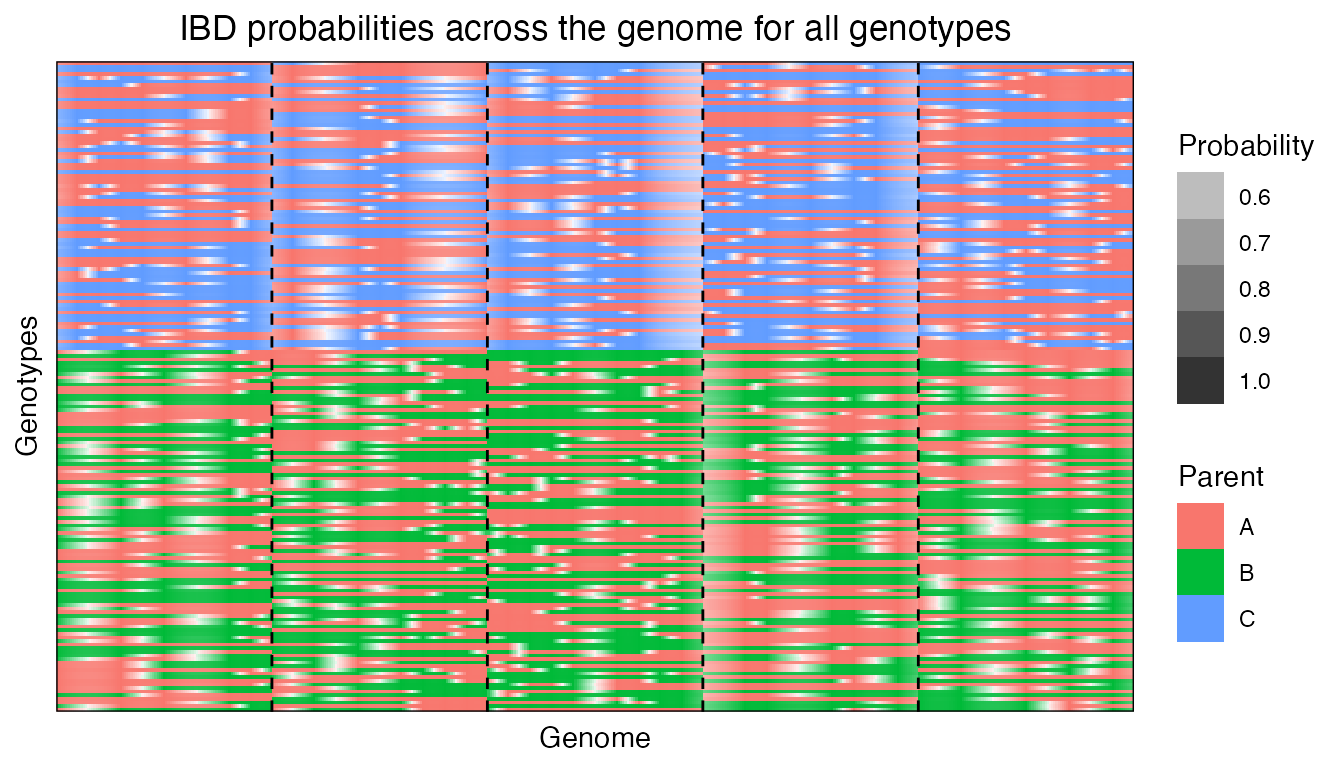 IBD probabilities across the genome for all genotypes
Genotypes
Genome
Probability
0.6
0.7
0.8
0.9
1.0
Parent
A
B
C